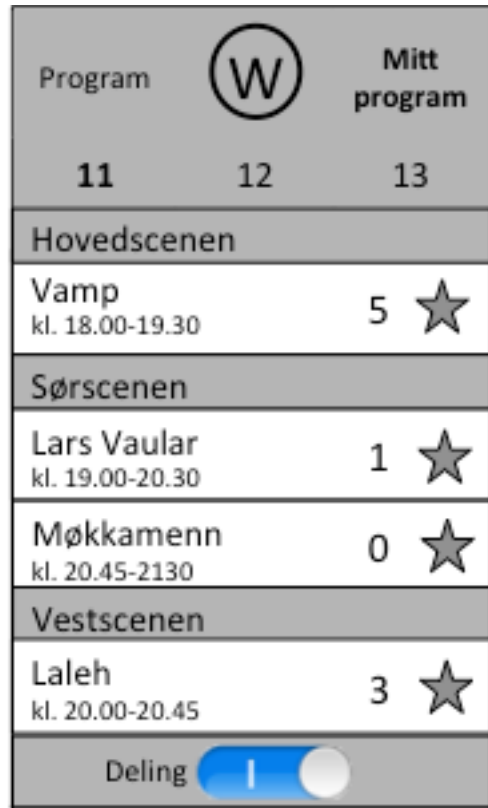 Program
W
Mitt
program
11 12 13
Hovedscenen
Vamp
kl. 18.00-19.30
5
Sørscenen
Lars Vaular
kl. 19.00-20.30
1
Møkkamenn
kl. 20.45-2130
0
Vestscenen
Laleh
kl. 20.00-20.45
3
Deling